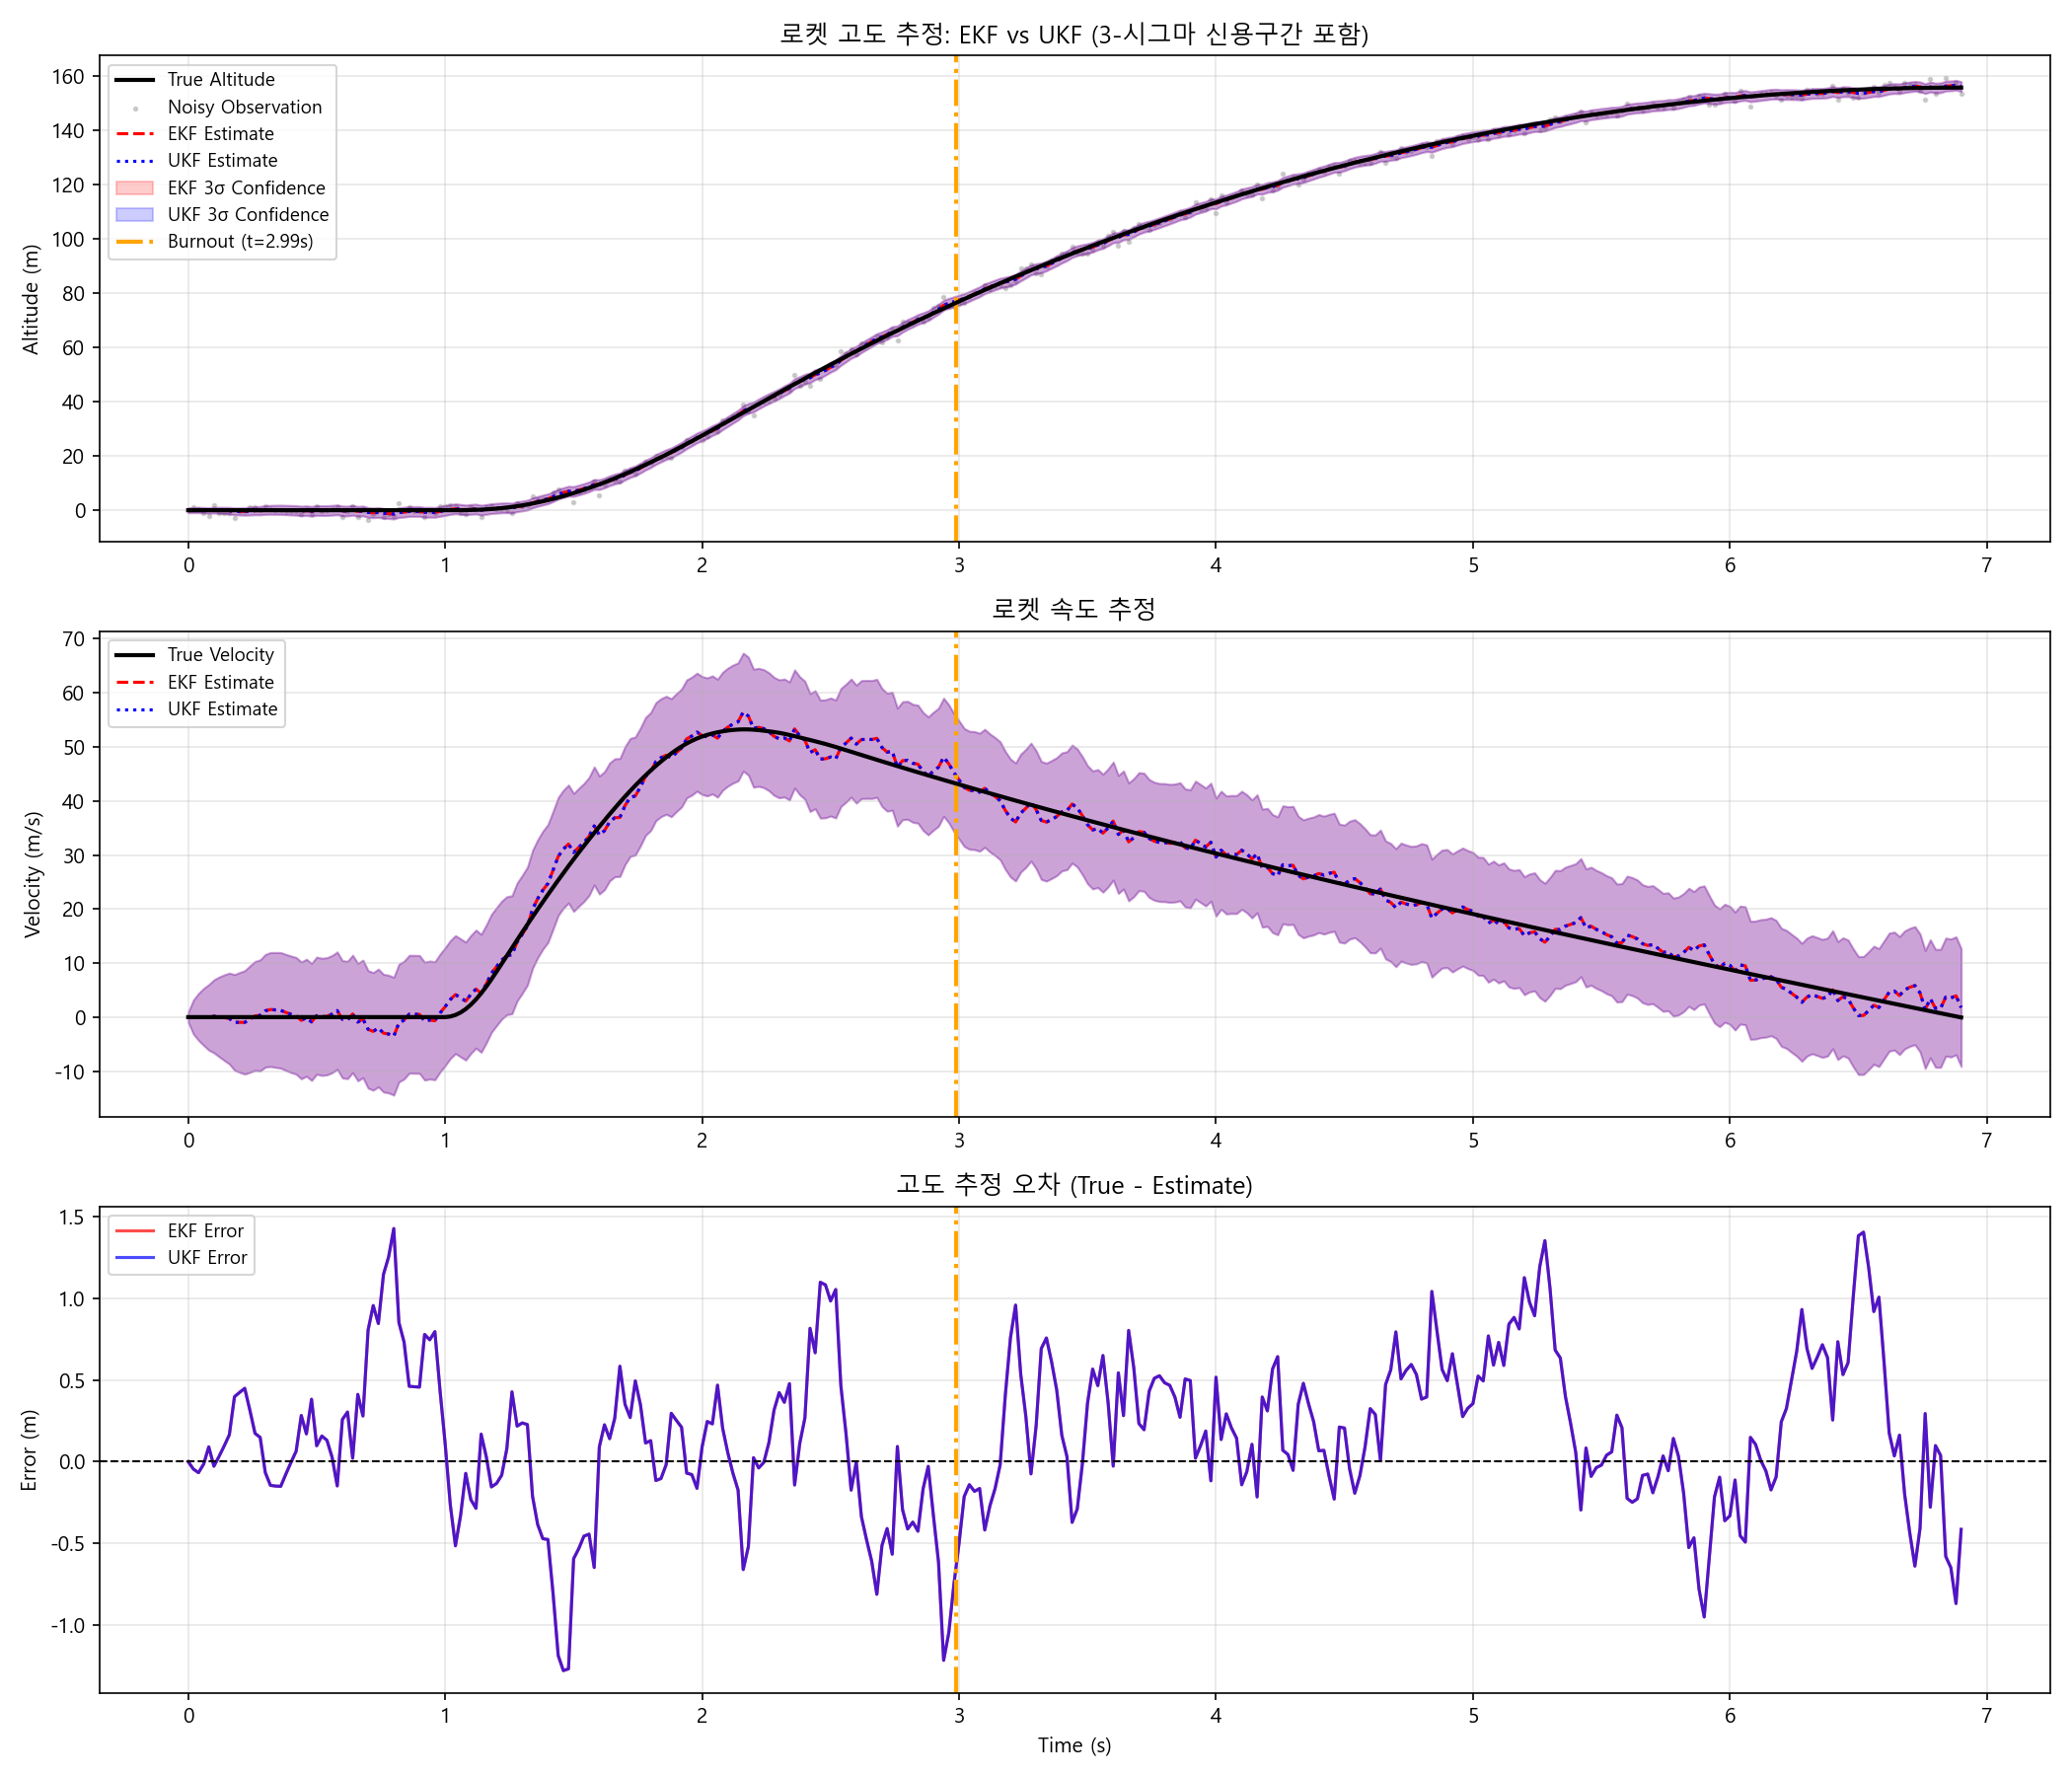 로켓 고도 추정: EKF vs UKF (3-시그마 신용구간 포함)
True Altitude
Noisy Observation
EKF Estimate
UKF Estimate
EKF 3σ Confidence
UKF 3σ Confidence
Burnout (t=2.99s)
Altitude (m)
160
140
120
100
80
60
40
20
0
0 1 2 3 4 5 6 7
로켓 속도 추정
True Velocity
EKF Estimate
UKF Estimate
Velocity (m/s)
70
60
50
40
30
20
10
0
-10
0 1 2 3 4 5 6 7
고도 추정 오차 (True - Estimate)
EKF Error
UKF Error
Error (m)
1.5
1.0
0.5
0.0
-0.5
-1.0
0 1 2 3 4 5 6 7
Time (s)